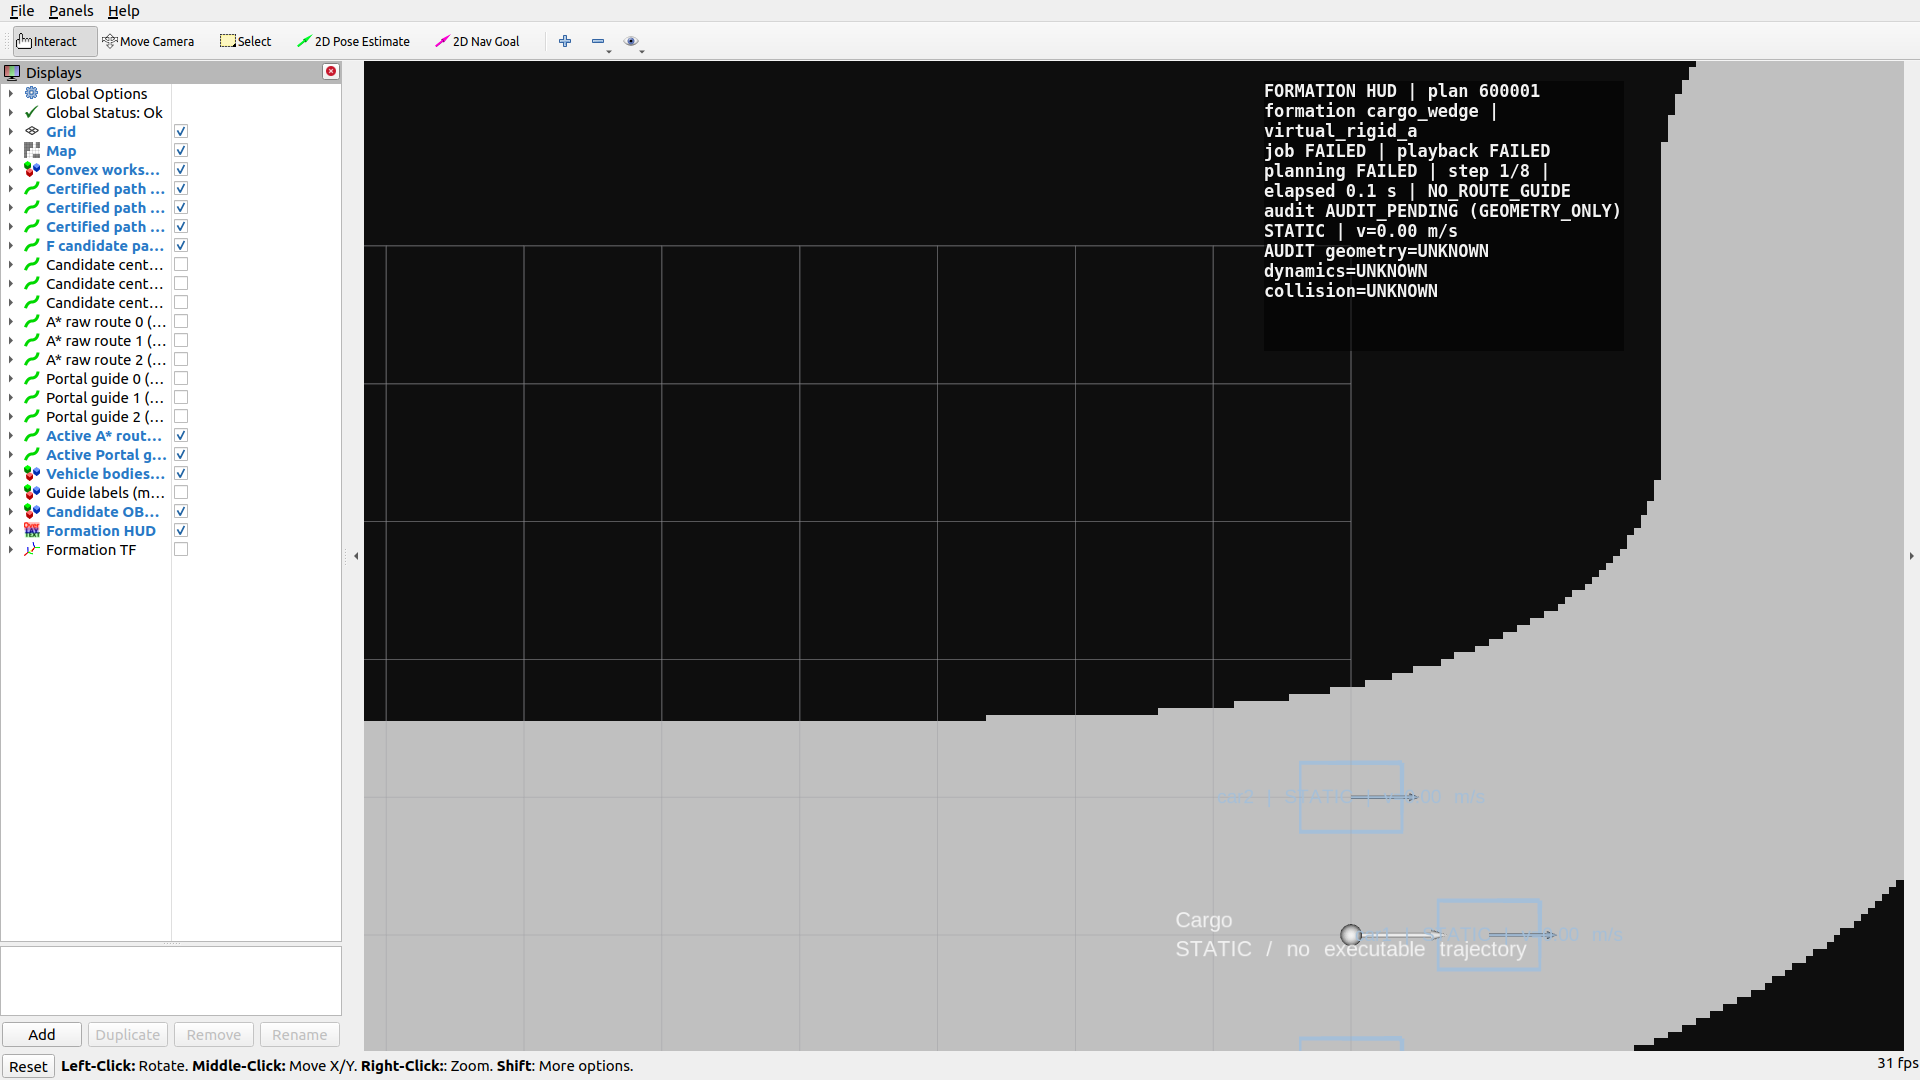 File Panels Help
Interact Move Camera Select 2D Pose Estimate 2D Nav Goal
Displays
Global Options
Global Status: Ok
Grid
Map
Convex works...
Certified path ...
Certified path ...
Certified path ...
F candidate pa...
Candidate cent...
Candidate cent...
Candidate cent...
A* raw route 0 (...
A* raw route 1 (...
A* raw route 2 (...
Portal guide 0 (...
Portal guide 1 (...
Portal guide 2 (...
Active A* rout...
Active Portal g...
Vehicle bodies...
Guide labels (m...
Candidate OB...
Formation HUD
Formation TF
Add Duplicate Remove Rename
FORMATION HUD | plan 600001
formation cargo_wedge |
virtual_rigid_a
job FAILED | playback FAILED
planning FAILED | step 1/8 |
elapsed 0.1 s | NO_ROUTE_GUIDE
audit AUDIT_PENDING (GEOMETRY_ONLY)
STATIC | v=0.00 m/s
AUDIT geometry=UNKNOWN
dynamics=UNKNOWN
collision=UNKNOWN
car2 | STATIC | m/s
Cargo
STATIC / no executable trajectory
m/s
Reset Left-Click: Rotate. Middle-Click: Move X/Y. Right-Click:: Zoom. Shift: More options.
31 fps